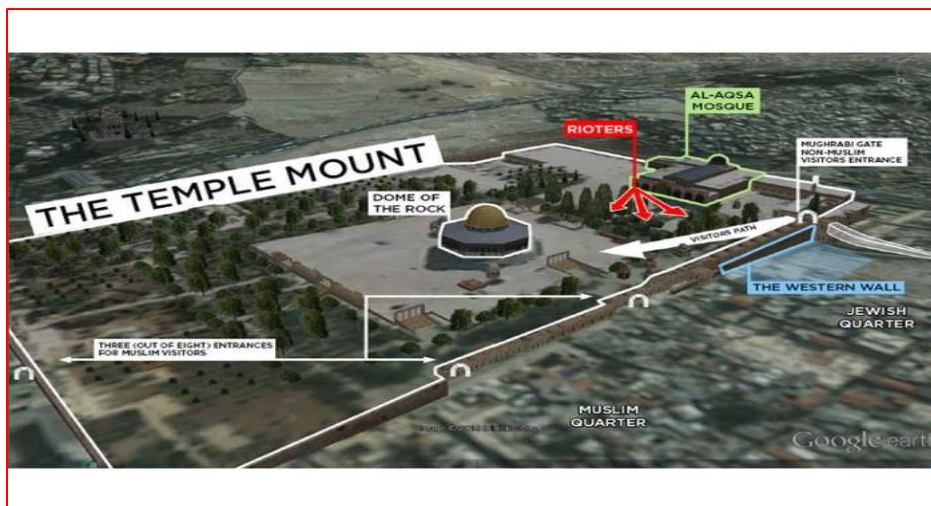 AL-AQSA
MOSQUE
RIOTERS
MUGHRABI GATE
NON-MUSLIM
VISITORS ENTRANCE
THE TEMPLE MOUNT
DOME OF
THE ROCK
VISITORS PATH
THE WESTERN WALL
JEWISH
QUARTER
THREE (OUT OF EIGHT) ENTRANCES
FOR MUSLIM VISITORS
MUSLIM
QUARTER
Google earth